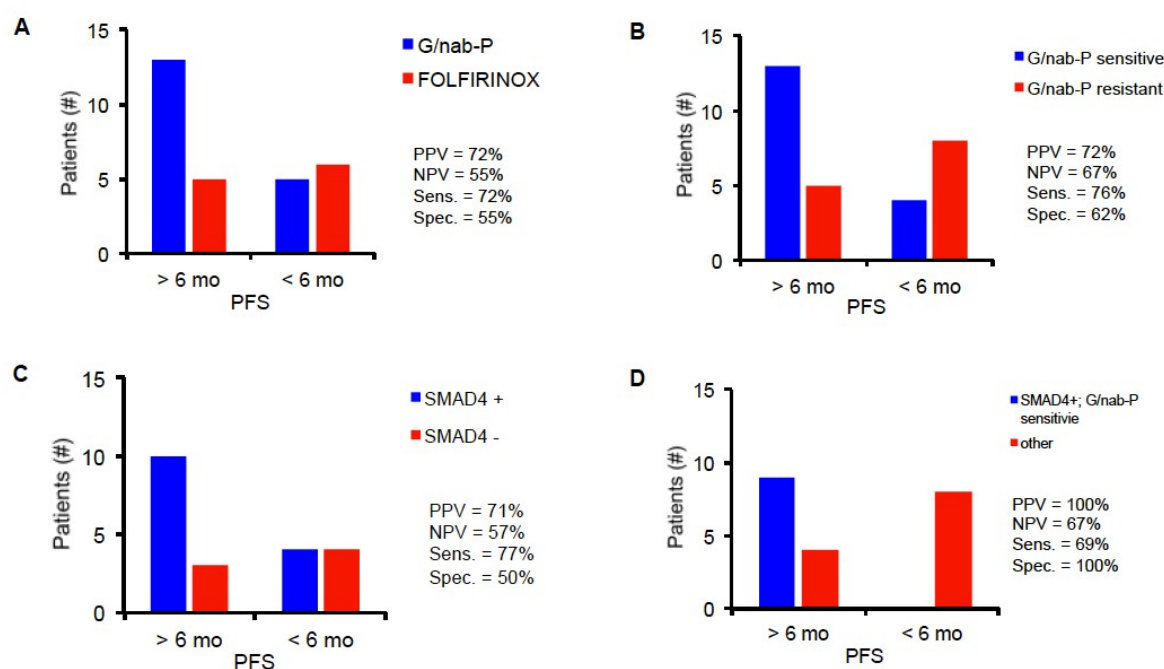 A
15
10
5
0
Patients (#)
> 6 mo
< 6 mo
PFS
G/nab-P
FOLFIRINOX
PPV = 72%
NPV = 55%
Sens. = 72%
Spec. = 55%
B
15
10
5
0
Patients (#)
> 6 mo
< 6 mo
PFS
G/nab-P sensitive
G/nab-P resistant
PPV = 72%
NPV = 67%
Sens. = 76%
Spec. = 62%
C
15
10
5
0
Patients (#)
> 6 mo
< 6 mo
PFS
SMAD4 +
SMAD4 -
PPV = 71%
NPV = 57%
Sens. = 77%
Spec. = 50%
D
15
10
5
0
Patients (#)
> 6 mo
< 6 mo
PFS
SMAD4+; G/nab-P
sensitivie
other
PPV = 100%
NPV = 67%
Sens. = 69%
Spec. = 100%